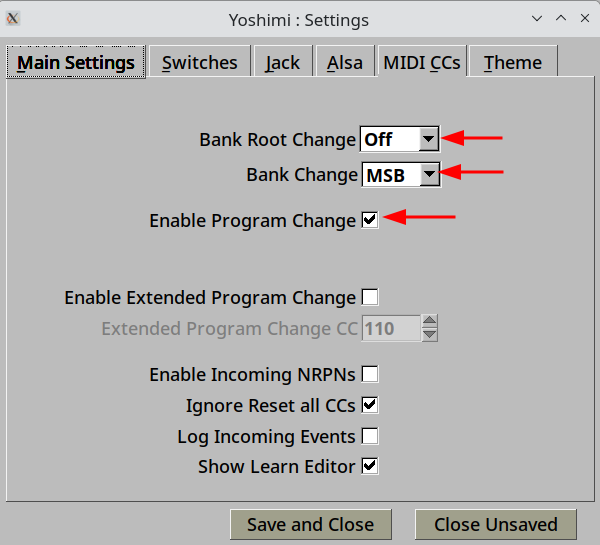 Yoshimi : Settings
Main Settings Switches Jack Alsa MIDI CCs Theme
Bank Root Change Off
Bank Change MSB
Enable Program Change
Enable Extended Program Change
Extended Program Change CC 110
Enable Incoming NRPNs
Ignore Reset all CCs
Log Incoming Events
Show Learn Editor
Save and Close Close Unsaved